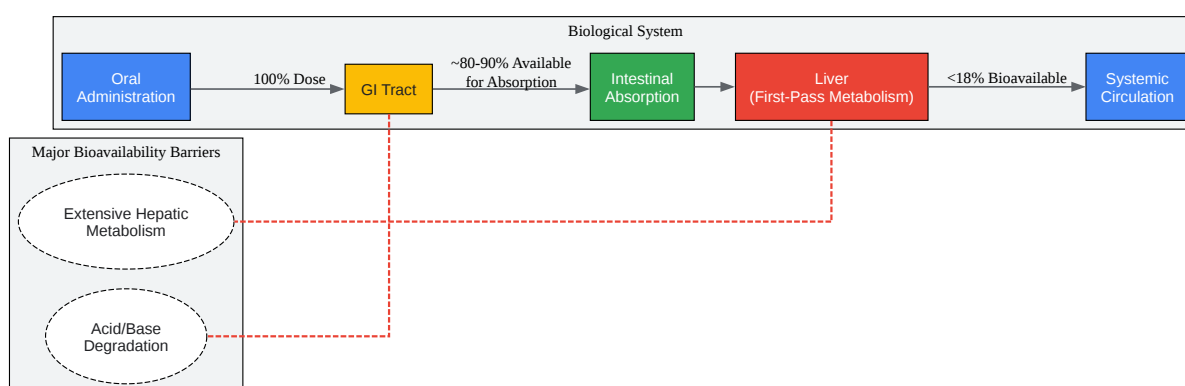 Biological System
Oral
Administration
100% Dose
GI Tract
~80-90% Available
for Absorption
Intestinal
Absorption
Liver
(First-Pass Metabolism)
<18% Bioavailable
Systemic
Circulation
Major Bioavailability Barriers
Extensive Hepatic
Metabolism
Acid/Base
Degradation